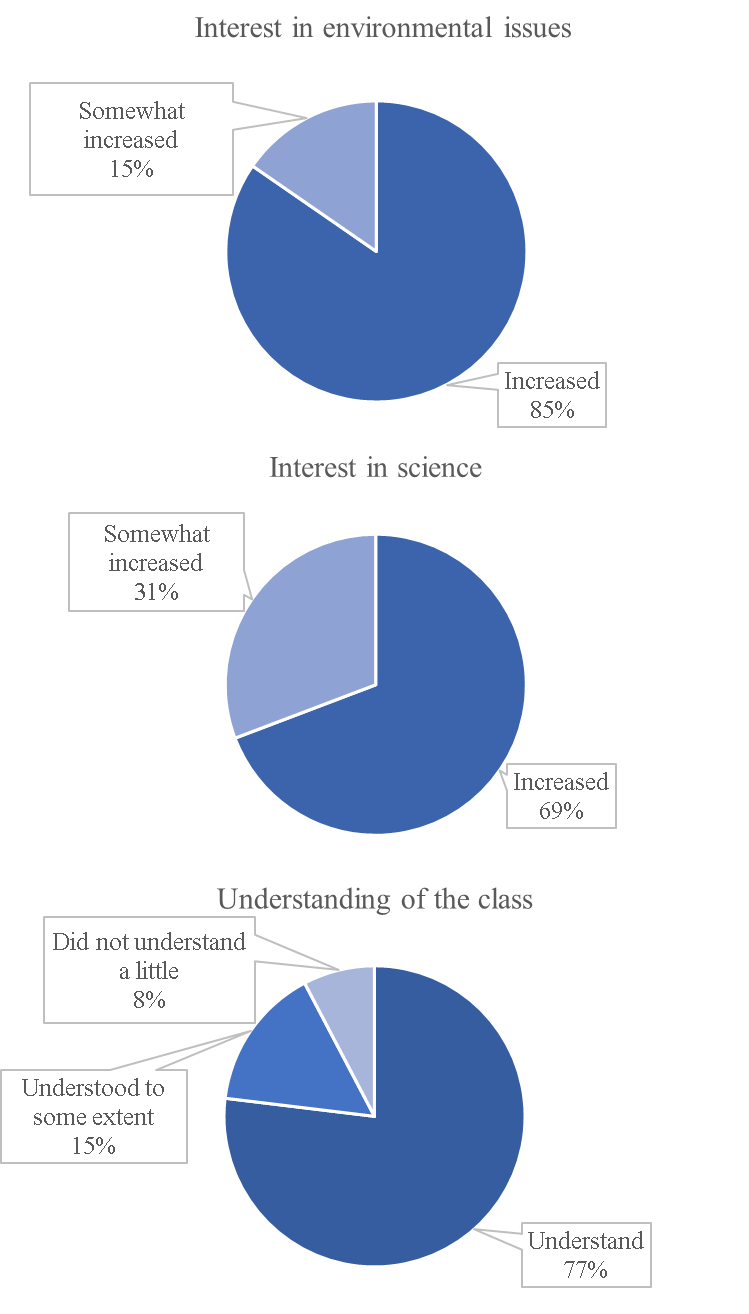 Interest in environmental issues
Somewhat
increased
15%
Increased
85%
Interest in science
Somewhat
increased
31%
Increased
69%
Understanding of the class
Did not understand
a little
8%
Understood to
some extent
15%
Understand
77%